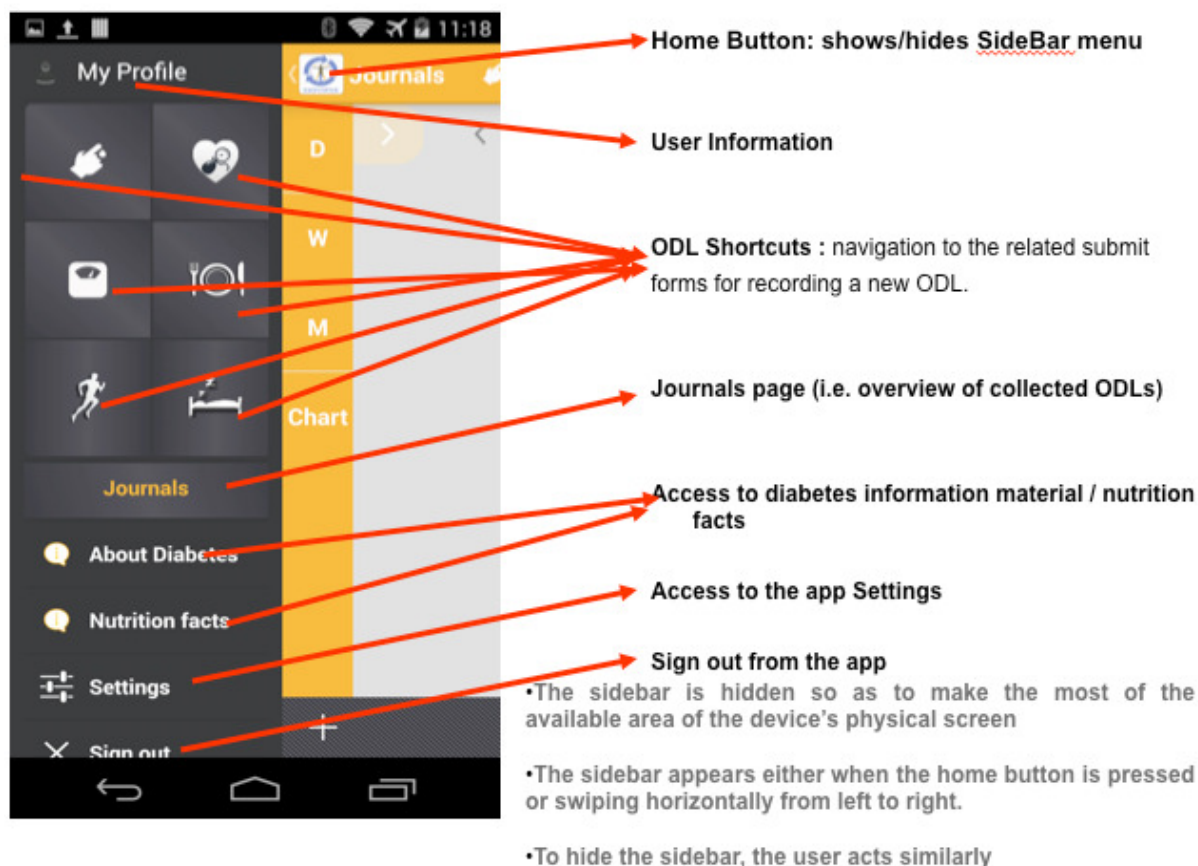 11:18
My Profile
Journals
D
W
M
Chart
Journals
About Diabetes
Nutrition facts
Settings
Sign out
Home Button: shows/hides SideBar menu
User Information
ODL Shortcuts : navigation to the related submit
forms for recording a new ODL.
Journals page (i.e. overview of collected ODLs)
Access to diabetes information material / nutrition
facts
Access to the app Settings
Sign out from the app
•The sidebar is hidden so as to make the most of the
available area of the device's physical screen
•The sidebar appears either when the home button is pressed
or swiping horizontally from left to right.
•To hide the sidebar, the user acts similarly